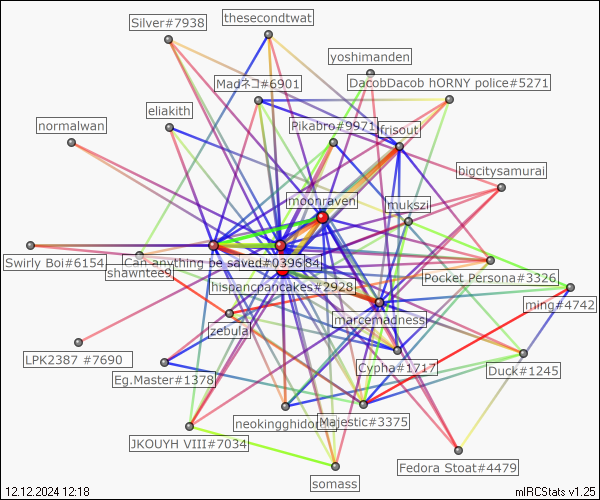 Silver#7938
thesecondtwat
yoshimanden
Madネコ#6901
DacobDacob hORNY police#5271
eliakith
normalwan
Pikabro#9971
frisout
bigcitysamurai
moonraven
mukszi
Swirly Boi#6154
shawntee9
Can anything be saved#0396
34
Pocket Persona#3326
hispancpancakes#2928
ming#4742
marcemadness
zebula
LPK2387 #7690
Cypha#1717
Duck#1245
Eg.Master#1378
neokingghido
Majestic#3375
JKOUYH VIII#7034
Fedora Stoat#4479
somass
12.12.2024 12:18
mIRCStats v1.25